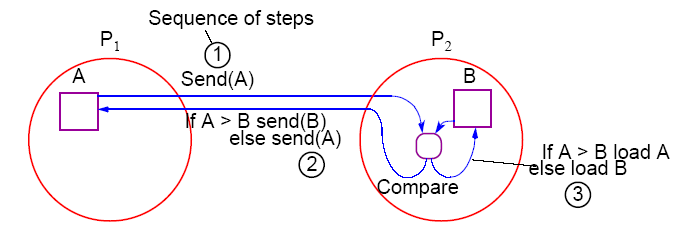 Sequence of steps
P1
P2
1
A
B
Send(A)
If A > B send(B)
else send(A)
2
If A > B load A
else load B
Compare
3